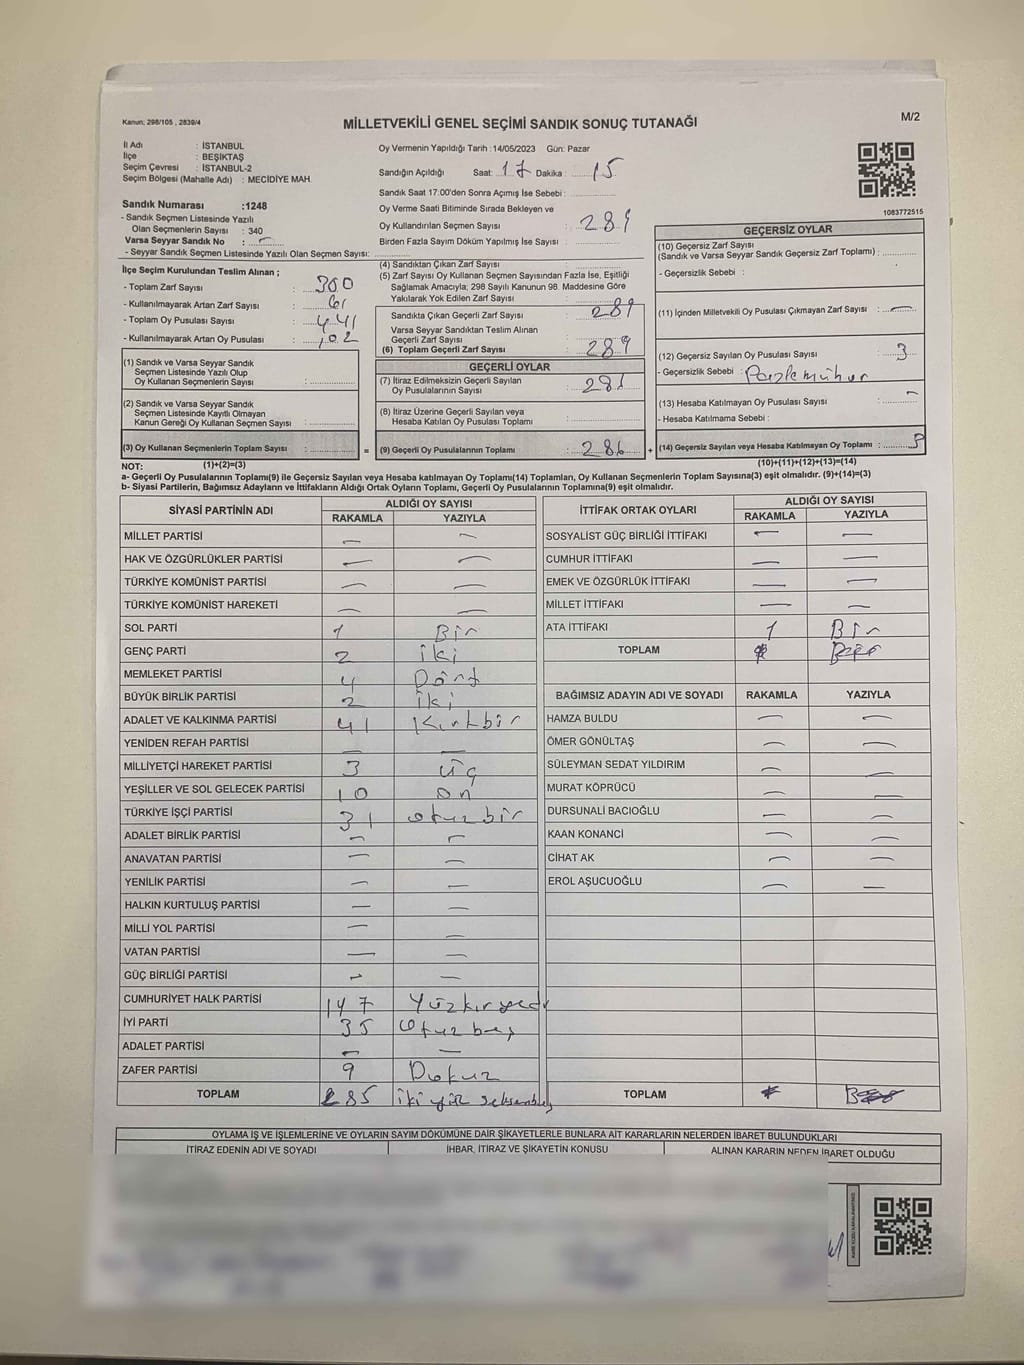 Kanun; 298/105 , 2839/4
MİLLETVEKİLİ GENEL SEÇİMİ SANDIK SONUÇ TUTANAĞI
M/2
İl Adı : İSTANBUL
İlçe : BEŞİKTAŞ
Seçim Çevresi : İSTANBUL-2
Seçim Bölgesi (Mahalle Adı) : MECİDİYE MAH.
Sandık Numarası :1248
- Sandık Seçmen Listesinde Yazılı
Olan Seçmenlerin Sayısı : 340
Varsa Seyyar Sandık No : –
- Seyyar Sandık Seçmen Listesinde Yazılı Olan Seçmen Sayısı:
Oy Vermenin Yapıldığı Tarih :14/05/2023 Gün: Pazar
Sandığın Açıldığı Saat: 17 Dakika : 15
Sandık Saat 17:00'den Sonra Açımış İse Sebebi :
Oy Verme Saati Bitiminde Sırada Bekleyen ve
Oy Kullandırılan Seçmen Sayısı : 289
Birden Fazla Sayım Döküm Yapılmış İse Sayısı :
1083772515
İlçe Seçim Kurulundan Teslim Alınan ;
- Toplam Zarf Sayısı :
- Kullanılmayarak Artan Zarf Sayısı : 61
- Toplam Oy Pusulası Sayısı : 441
- Kullanılmayarak Artan Oy Pusulası : 102
(1) Sandık ve Varsa Seyyar Sandık
Seçmen Listesinde Yazılı Olup
Oy Kullanan Seçmenlerin Sayısı :
(2) Sandık ve Varsa Seyyar Sandık
Seçmen Listesinde Kayıtlı Olmayan
Kanun Gereği Oy Kullanan Seçmen Sayısı :
(3) Oy Kullanan Seçmenlerin Toplam Sayısı :
(4) Sandıktan Çıkan Zarf Sayısı :
(5) Zarf Sayısı Oy Kullanan Seçmen Sayısından Fazla İse, Eşitliği
Sağlamak Amacıyla; 298 Sayılı Kanunun 98. Maddesine Göre
Yakılarak Yok Edilen Zarf Sayısı :
Sandıkta Çıkan Geçerli Zarf Sayısı : 289
Varsa Seyyar Sandıktan Teslim Alınan
Geçerli Zarf Sayısı :
(6) Toplam Geçerli Zarf Sayısı : 289
GEÇERLİ OYLAR
(7) İtiraz Edilmeksizin Geçerli Sayılan
Oy Pusulalarının Sayısı : 286
(8) İtiraz Üzerine Geçerli Sayılan veya
Hesaba Katılan Oy Pusulası Toplamı :
= (9) Geçerli Oy Pusulalarının Toplamı : 286 +
GEÇERSİZ OYLAR
(10) Geçersiz Zarf Sayısı
(Sandık ve Varsa Seyyar Sandık Geçersiz Zarf Toplamı) :
- Geçersizlik Sebebi :
(11) İçinden Milletvekili Oy Pusulası Çıkmayan Zarf Sayısı : –
(12) Geçersiz Sayılan Oy Pusulası Sayısı : 3
- Geçersizlik Sebebi :
(13) Hesaba Katılmayan Oy Pusulası Sayısı : –
- Hesaba Katılmama Sebebi :
(14) Geçersiz Sayılan veya Hesaba Katılmayan Oy Toplamı :
NOT: (1)+(2)=(3) (10)+(11)+(12)+(13)=(14)
a- Geçerli Oy Pusulalarının Toplamı(9) ile Geçersiz Sayılan veya Hesaba katılmayan Oy Toplamı(14) Toplamları, Oy Kullanan Seçmenlerin Toplam Sayısına(3) eşit olmalıdır. (9)+(14)=(3)
b- Siyasi Partilerin, Bağımsız Adayların ve İttifakların Aldığı Ortak Oyların Toplamı, Geçerli Oy Pusulalarının Toplamına(9) eşit olmalıdır.
SİYASİ PARTİNİN ADI ALDIĞI OY SAYISI
RAKAMLA YAZIYLA
MİLLET PARTİSİ – –
HAK VE ÖZGÜRLÜKLER PARTİSİ – –
TÜRKİYE KOMÜNİST PARTİSİ – –
TÜRKİYE KOMÜNİST HAREKETİ – –
SOL PARTİ 1 Bir
GENÇ PARTİ 2 iki
MEMLEKET PARTİSİ 4 Dört
BÜYÜK BİRLİK PARTİSİ 2 iki
ADALET VE KALKINMA PARTİSİ 41 Kırkbir
YENİDEN REFAH PARTİSİ – –
MİLLİYETÇİ HAREKET PARTİSİ 3 üç
YEŞİLLER VE SOL GELECEK PARTİSİ 10 on
TÜRKİYE İŞÇİ PARTİSİ 31 otuzbir
ADALET BİRLİK PARTİSİ – –
ANAVATAN PARTİSİ – –
YENİLİK PARTİSİ – –
HALKIN KURTULUŞ PARTİSİ – –
MİLLİ YOL PARTİSİ – –
VATAN PARTİSİ – –
GÜÇ BİRLİĞİ PARTİSİ – –
CUMHURİYET HALK PARTİSİ 147
İYİ PARTİ 35 otuzbeş
ADALET PARTİSİ – –
ZAFER PARTİSİ 9 Dokuz
TOPLAM 285 iki yüz seksenbeş
İTTİFAK ORTAK OYLARI ALDIĞI OY SAYISI
RAKAMLA YAZIYLA
SOSYALİST GÜÇ BİRLİĞİ İTTİFAKI – –
CUMHUR İTTİFAKI – –
EMEK VE ÖZGÜRLÜK İTTİFAKI – –
MİLLET İTTİFAKI – –
ATA İTTİFAKI 1 Bir
TOPLAM
BAĞIMSIZ ADAYIN ADI VE SOYADI RAKAMLA YAZIYLA
HAMZA BULDU – –
ÖMER GÖNÜLTAŞ – –
SÜLEYMAN SEDAT YILDIRIM – –
MURAT KÖPRÜCÜ – –
DURSUNALİ BACIOĞLU – –
KAAN KONANCİ – –
CİHAT AK – –
EROL AŞUCUOĞLU – –
TOPLAM
OYLAMA İŞ VE İŞLEMLERİNE VE OYLARIN SAYIM DÖKÜMÜNE DAİR ŞİKAYETLERLE BUNLARA AİT KARARLARIN NELERDEN İBARET BULUNDUKLARI
İTİRAZ EDENİN ADI VE SOYADI İHBAR, İTİRAZ VE ŞİKAYETİN KONUSU ALINAN KARARIN NEDEN İBARET OLDUĞU